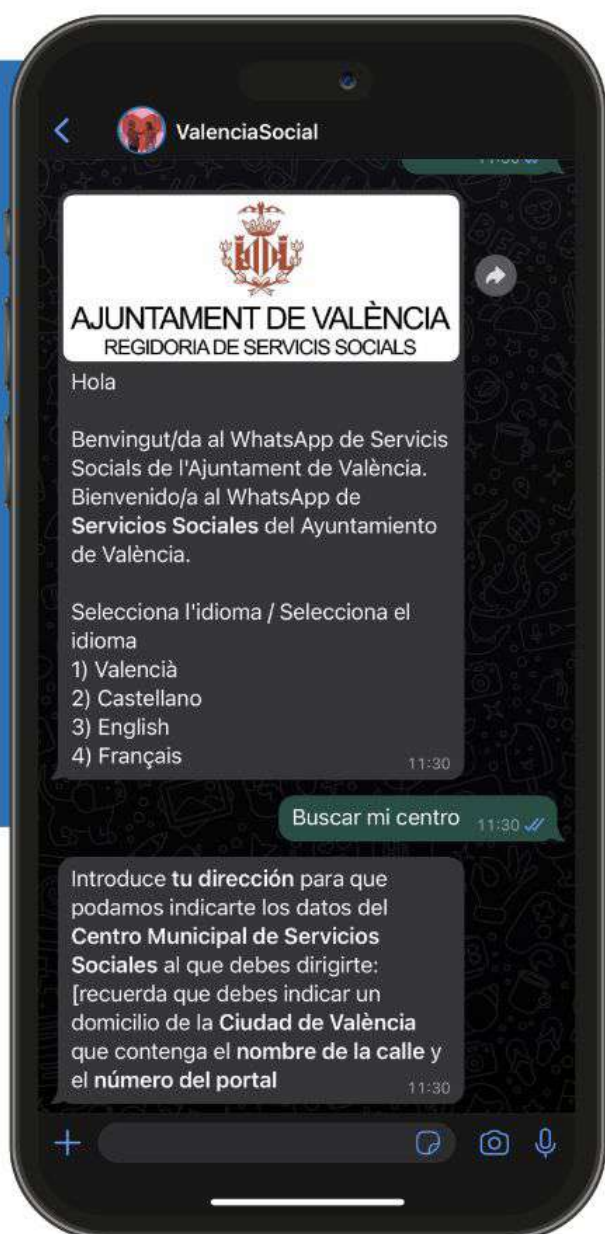 ValenciaSocial
AJUNTAMENT DE VALÈNCIA
REGIDORIA DE SERVICIS SOCIALS
Hola
Benvingut/da al WhatsApp de Servicis
Socials de l'Ajuntament de València.
Bienvenido/a al WhatsApp de
Servicios Sociales del Ayuntamiento
de València.
Selecciona l'idioma / Selecciona el
idioma
1) Valencià
2) Castellano
3) English
4) Français
11:30
Buscar mi centro 11:30
Introduce tu dirección para que
podamos indicarte los datos del
Centro Municipal de Servicios
Sociales al que debes dirigirte:
[recuerda que debes indicar un
domicilio de la Ciudad de València
que contenga el nombre de la calle y
el número del portal
11:30